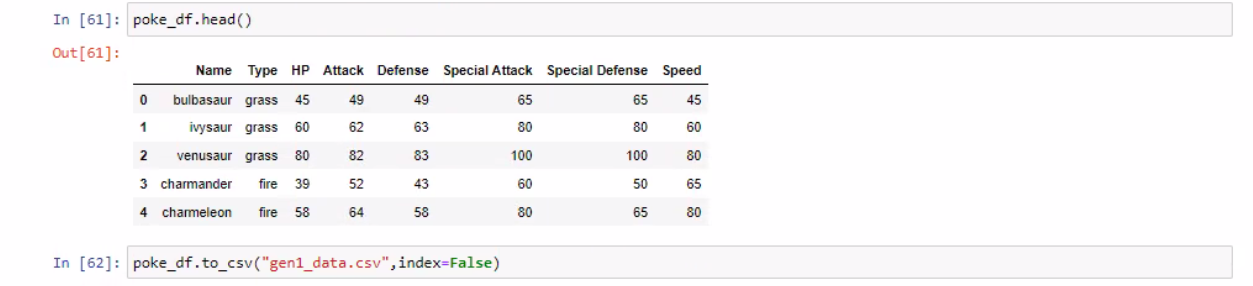 In [61]: poke_df.head()
Out[61]:
Name Type HP Attack Defense Special Attack Special Defense Speed
0 bulbasaur grass 45 49 49 65 65 45
1 ivysaur grass 60 62 63 80 80 60
2 venusaur grass 80 82 83 100 100 80
3 charmander fire 39 52 43 60 50 65
4 charmeleon fire 58 64 58 80 65 80
In [62]: poke_df.to_csv("gen1_data.csv",index=False)